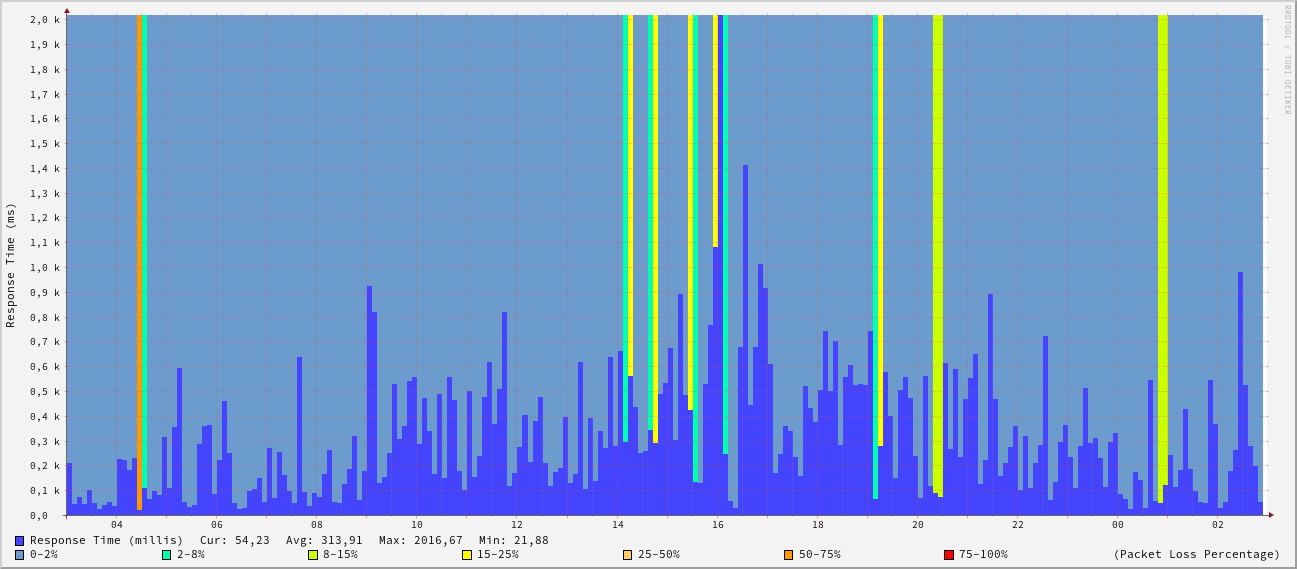 RRDTOOL / TOBI OETIKER
Response Time (ms)
2,0 k
1,9 k
1,8 k
1,7 k
1,6 k
1,5 k
1,4 k
1,3 k
1,2 k
1,1 k
1,0 k
0,9 k
0,8 k
0,7 k
0,6 k
0,5 k
0,4 k
0,3 k
0,2 k
0,1 k
0,0
04 06 08 10 12 14 16 18 20 22 00 02
Response Time (millis) Cur: 54,23 Avg: 313,91 Max: 2016,67 Min: 21,88
0-2% 2-8% 8-15% 15-25% 25-50% 50-75% 75-100% (Packet Loss Percentage)